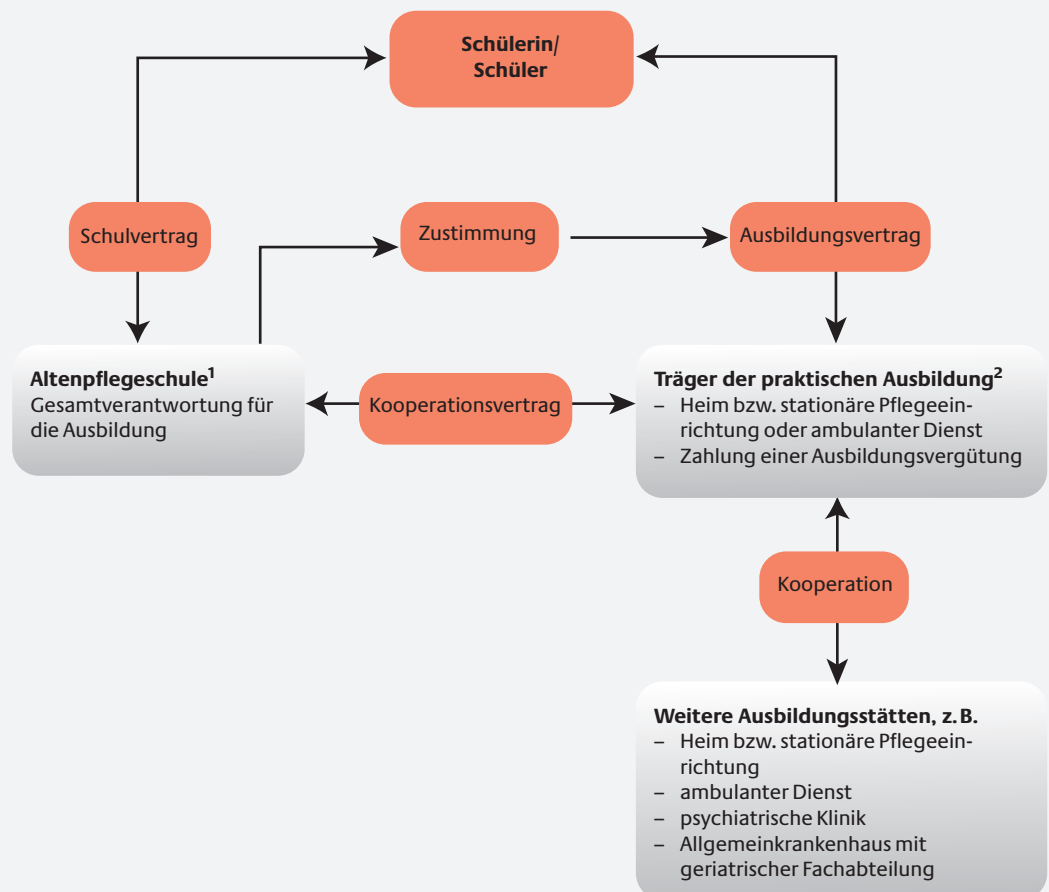 Schülerin/
Schüler
Schulvertrag
Zustimmung
Ausbildungsvertrag
Altenpflegeschule¹
Gesamtverantwortung für
die Ausbildung
Kooperationsvertrag
Träger der praktischen Ausbildung²
– Heim bzw. stationäre Pflegeein-
richtung oder ambulanter Dienst
– Zahlung einer Ausbildungsvergütung
Kooperation
Weitere Ausbildungsstätten, z. B.
– Heim bzw. stationäre Pflegeein-
richtung
– ambulanter Dienst
– psychiatrische Klinik
– Allgemeinkrankenhaus mit
geriatrischer Fachabteilung